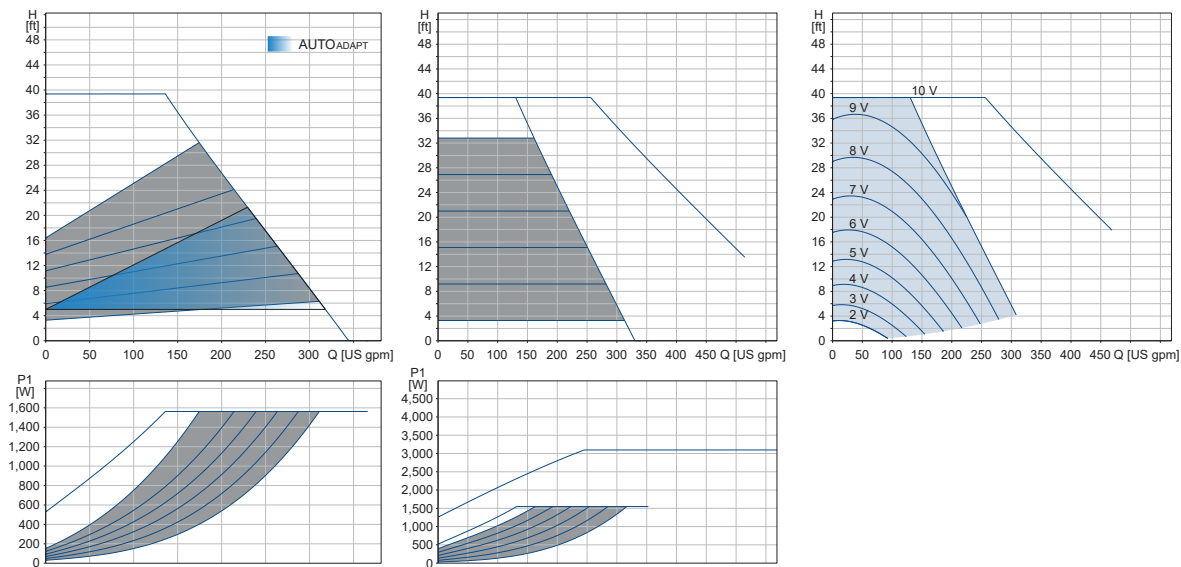 H
[ft]
48
44
40
36
32
28
24
20
16
12
8
4
0
AUTOADAPT
0 50 100 150 200 250 300 Q [US gpm]
H
[ft]
48
44
40
36
32
28
24
20
16
12
8
4
0
0 50 100 150 200 250 300 350 400 450 Q [US gpm]
H
[ft]
48
44
40
36
32
28
24
20
16
12
8
4
0
10 V
9 V
8 V
7 V
6 V
5 V
4 V
3 V
2 V
0 50 100 150 200 250 300 350 400 450 Q [US gpm]
P1
[W]
1,600
1,400
1,200
1,000
800
600
400
200
0
P1
[W]
4,500
4,000
3,500
3,000
2,500
2,000
1,500
1,000
500
0